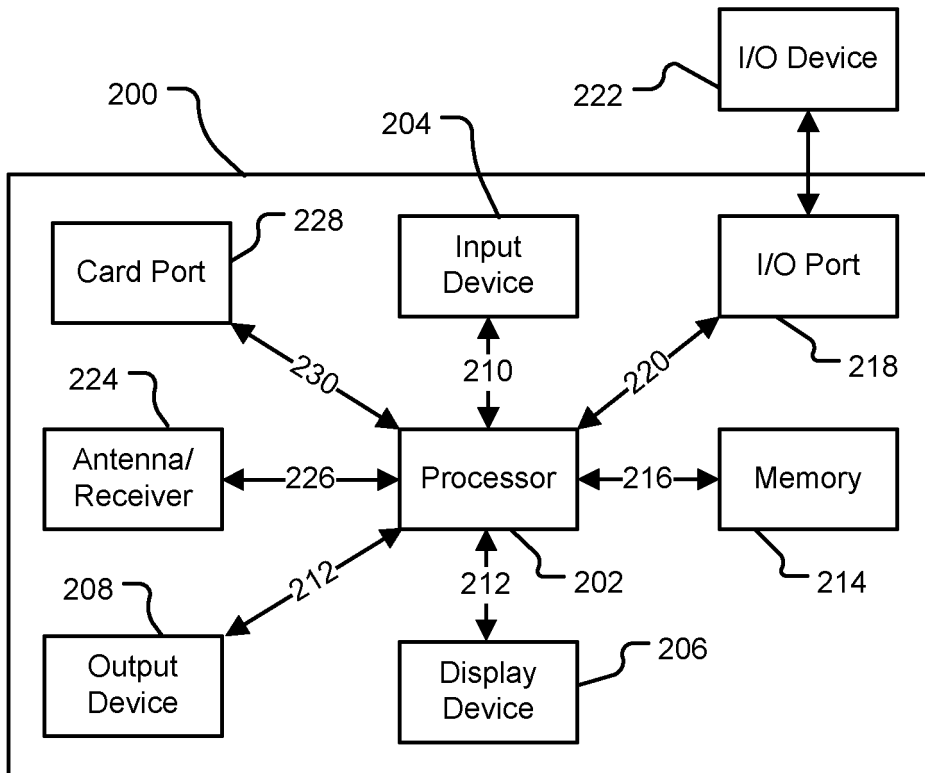 I/O Device
222
200
204
228
Card Port
Input
Device
I/O Port
218
230
210
220
224
Antenna/
Receiver
226
Processor
216
Memory
214
202
212
212
208
Output
Device
Display
Device
206